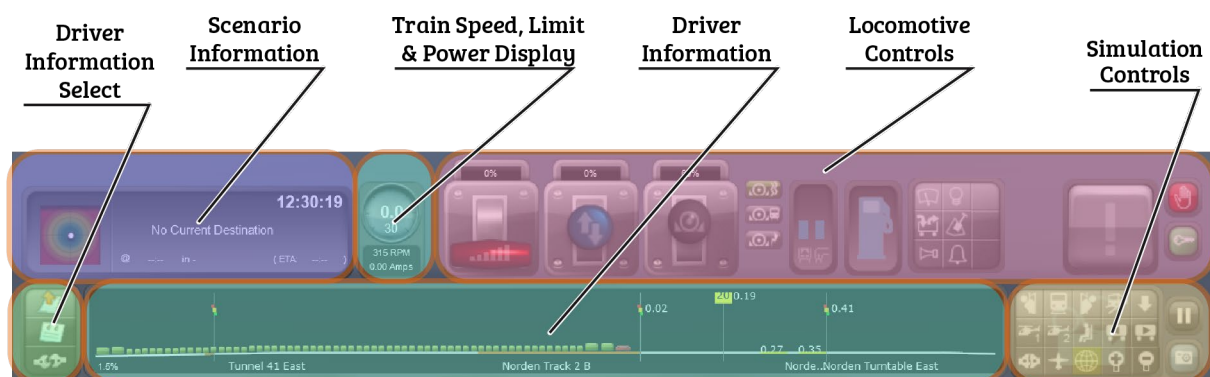 Driver
Information
Select
Scenario
Information
Train Speed, Limit
& Power Display
Driver
Information
Locomotive
Controls
Simulation
Controls
12:30:19
No Current Destination
@ --:-- in - ( ETA: --:-- )
0.0
30
315 RPM
0.00 Amps
0%
0%
1
2
20 0.19
0.02
0.41
0.27
0.35
1.6%
Tunnel 41 East
Norden Track 2 B
Norde..Norden Turntable East